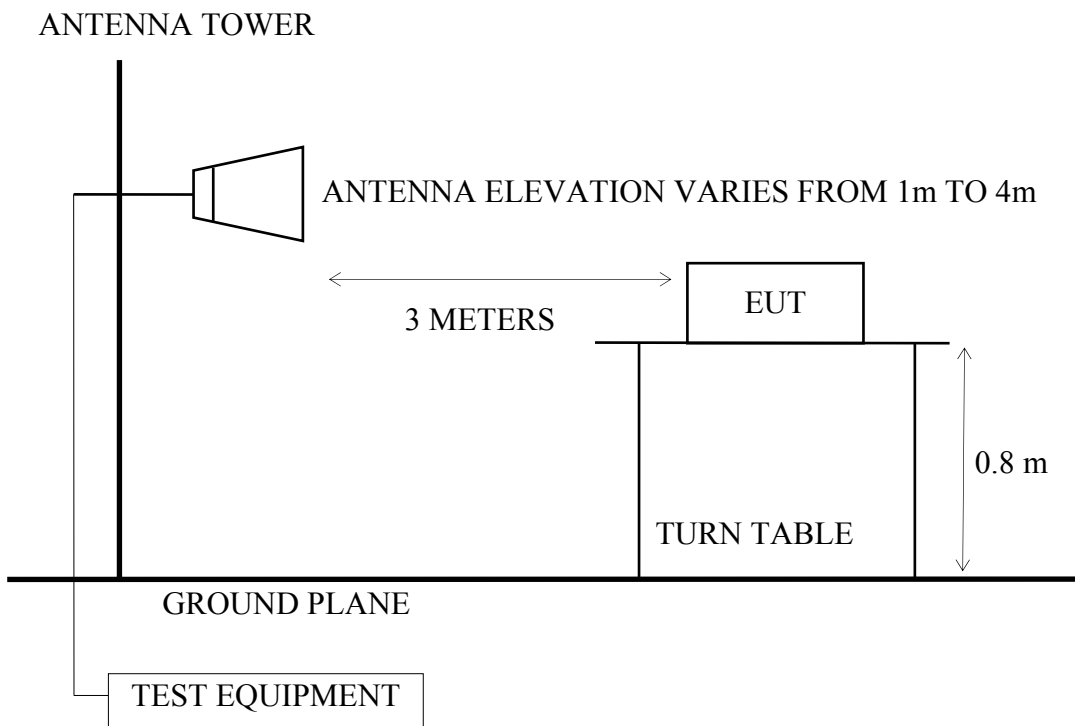 ANTENNA TOWER
ANTENNA ELEVATION VARIES FROM 1m TO 4m
3 METERS
EUT
0.8 m
TURN TABLE
GROUND PLANE
TEST EQUIPMENT